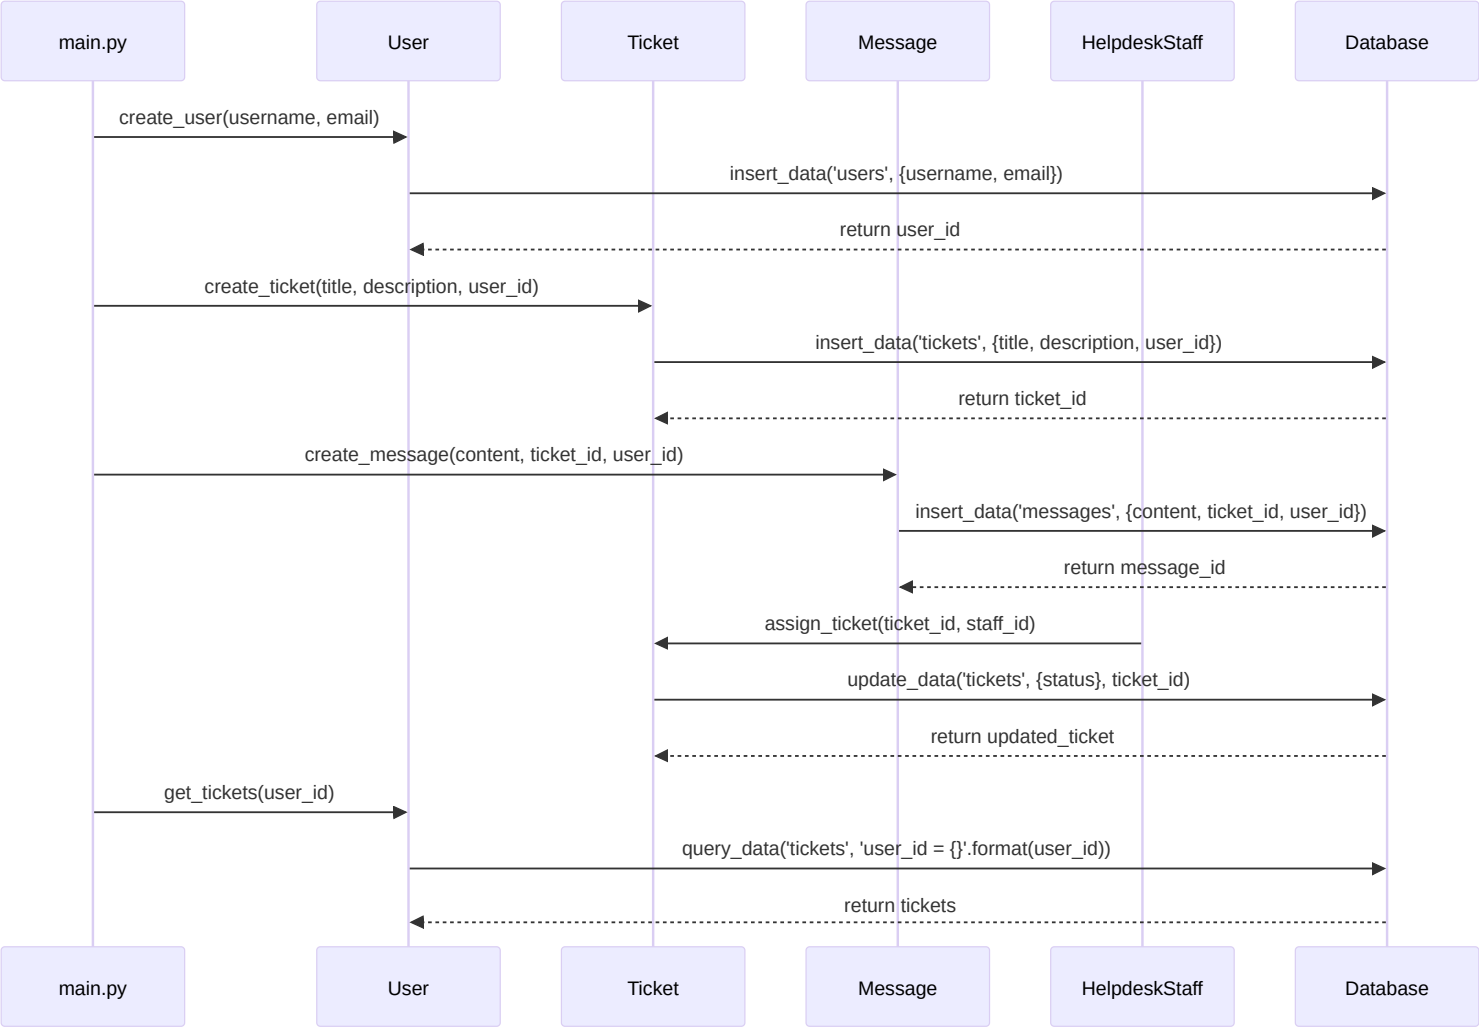 main.py
User
Ticket
Message
HelpdeskStaff
Database
create_user(username, email)
insert_data('users', {username, email})
return user_id
create_ticket(title, description, user_id)
insert_data('tickets', {title, description, user_id})
return ticket_id
create_message(content, ticket_id, user_id)
insert_data('messages', {content, ticket_id, user_id})
return message_id
assign_ticket(ticket_id, staff_id)
update_data('tickets', {status}, ticket_id)
return updated_ticket
get_tickets(user_id)
query_data('tickets', 'user_id = {}'.format(user_id))
return tickets
main.py
User
Ticket
Message
HelpdeskStaff
Database